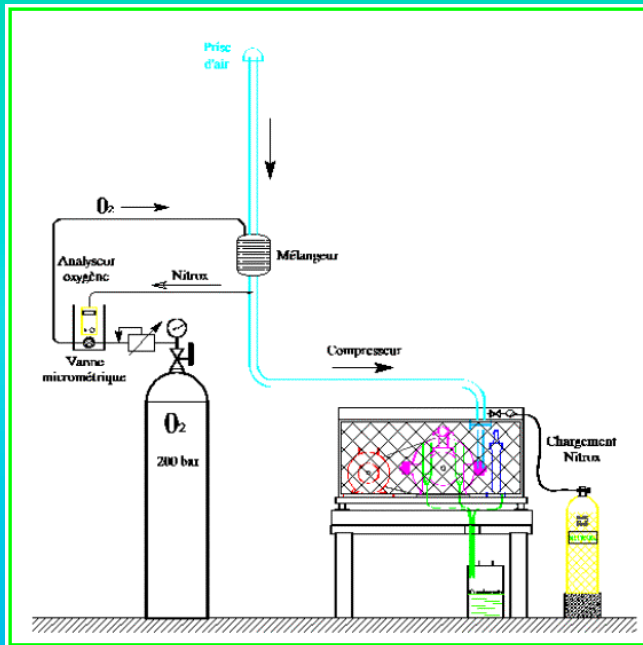 Prise
d'air
O2
Analyseur
oxygène
Nitrox
Mélangeur
Vanne
micrométrique
Compresseur
O2
200 bar
Chargement
Nitrox